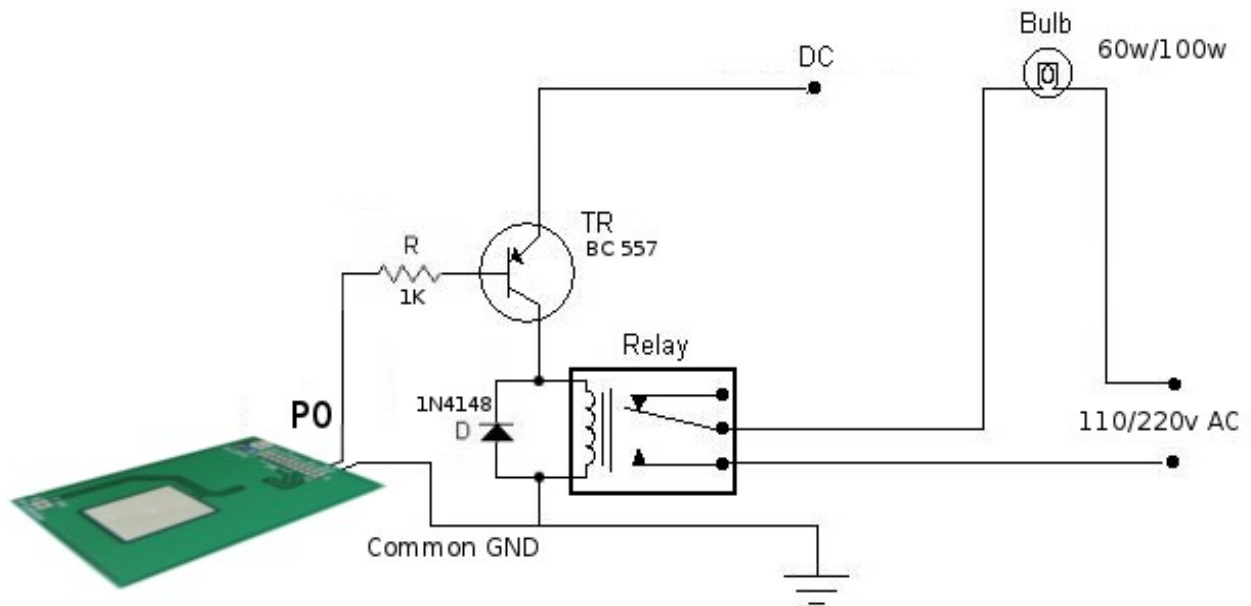 Bulb
60w/100w
DC
TR
BC 557
R
1K
Relay
1N4148
D
P0
110/220v AC
Common GND